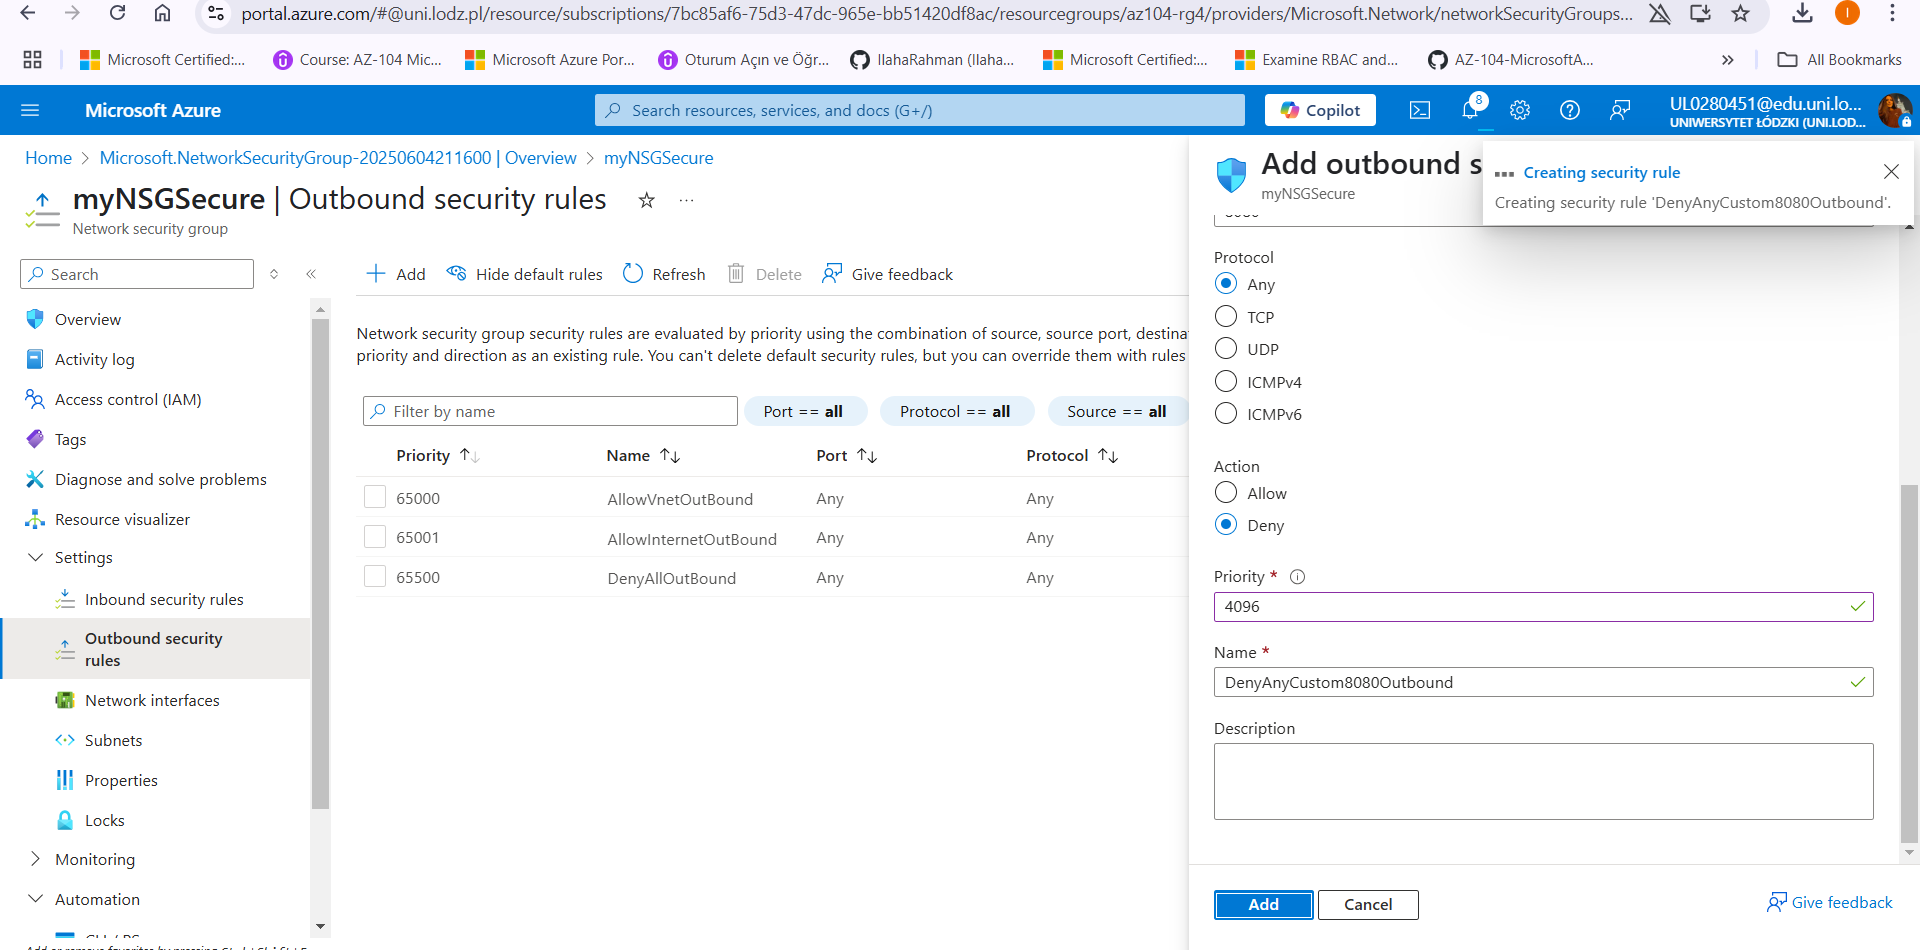 portal.azure.com/#@uni.lodz.pl/resource/subscriptions/7bc85af6-75d3-47dc-965e-bb51420df8ac/resourcegroups/az104-rg4/providers/Microsoft.Network/networkSecurityGroups...
Microsoft Certified:...
Course: AZ-104 Mic...
Microsoft Azure Por...
Oturum Açın ve Öğr...
IlahaRahman (Ilaha...
Microsoft Certified:...
Examine RBAC and...
AZ-104-MicrosoftA...
All Bookmarks
Microsoft Azure
Search resources, services, and docs (G+/)
Copilot
8
UL0280451@edu.uni.lo...
UNIWERSYTET ŁÓDZKI (UNI.LOD...
Home > Microsoft.NetworkSecurityGroup-20250604211600 | Overview > myNSGSecure
myNSGSecure | Outbound security rules
Network security group
Search
Overview
Activity log
Access control (IAM)
Tags
Diagnose and solve problems
Resource visualizer
Settings
Inbound security rules
Outbound security
rules
Network interfaces
Subnets
Properties
Locks
Monitoring
Automation
Add
Hide default rules
Refresh
Delete
Give feedback
Network security group security rules are evaluated by priority using the combination of source, source port, destina
priority and direction as an existing rule. You can't delete default security rules, but you can override them with rules
Filter by name
Port == all
Protocol == all
Source == all
Priority Name Port Protocol
65000 AllowVnetOutBound Any Any
65001 AllowInternetOutBound Any Any
65500 DenyAllOutBound Any Any
Add outbound s
myNSGSecure
Creating security rule
Creating security rule 'DenyAnyCustom8080Outbound'.
Protocol
Any
TCP
UDP
ICMPv4
ICMPv6
Action
Allow
Deny
Priority *
4096
Name *
DenyAnyCustom8080Outbound
Description
Add
Cancel
Give feedback